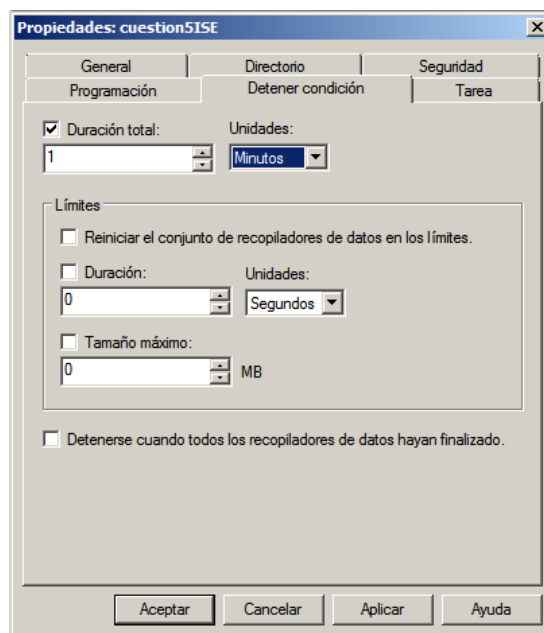 Propiedades: cuestion5ISE
General Directorio Seguridad
Programación Detener condición Tarea
Duración total: Unidades:
1 Minutos
Límites
Reiniciar el conjunto de recopiladores de datos en los límites.
Duración: Unidades:
0 Segundos
Tamaño máximo:
0 MB
Detenerse cuando todos los recopiladores de datos hayan finalizado.
Aceptar Cancelar Aplicar Ayuda